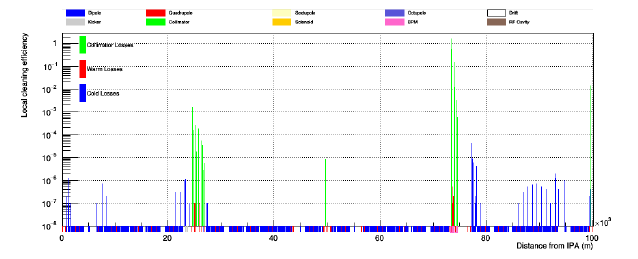 Dipole Quadrupole Sextupole Octupole Drift
Kicker Collimator Solenoid BPM RF Cavity
Local cleaning efficiency
1
Collimator Losses
10⁻¹
Warm Losses
10⁻²
Cold Losses
10⁻³
10⁻⁴
10⁻⁵
10⁻⁶
10⁻⁷
10⁻⁸
0 20 40 60 80 100
×10³
Distance from IPA (m)